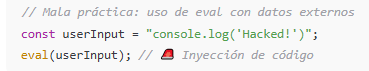 // Mala práctica: uso de eval con datos externos
const userInput = "console.log('Hacked!')";
eval(userInput); // 🚨 Inyección de código